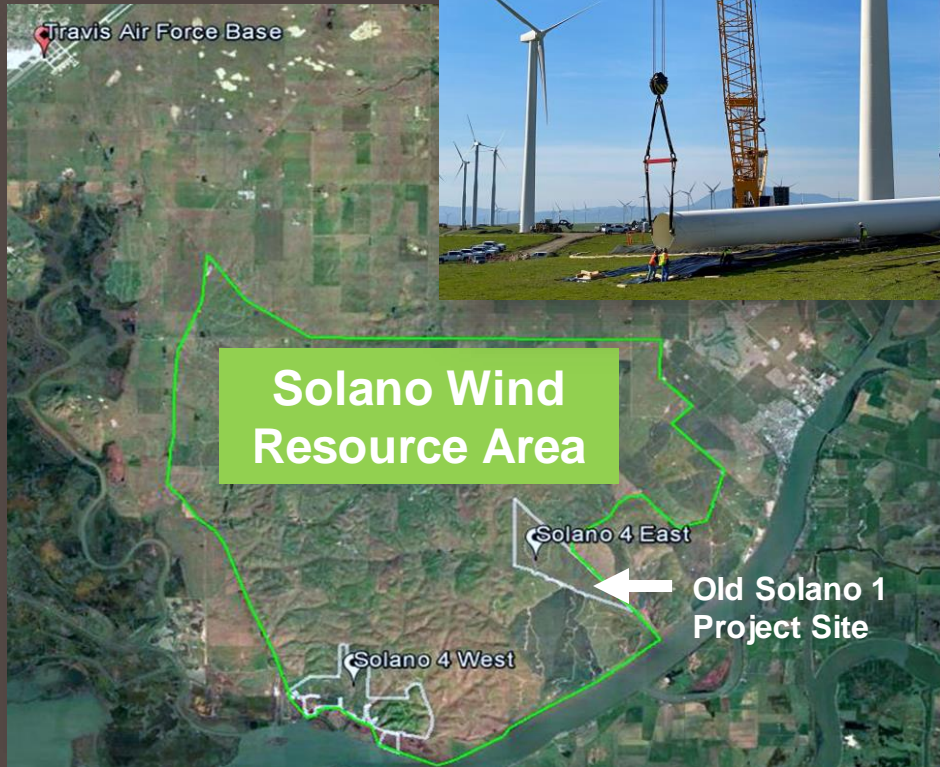 Travis Air Force Base
Solano Wind
Resource Area
Solano 4 East
Old Solano 1
Project Site
Solano 4 West